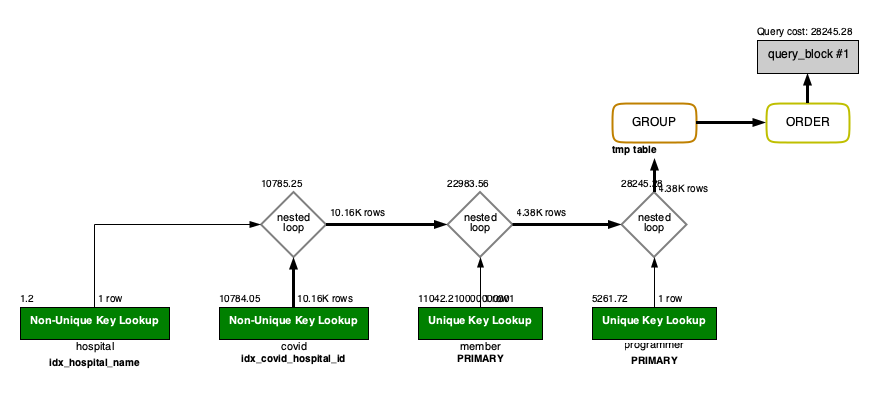 Query cost: 28245.28
query_block #1
GROUP
ORDER
tmp table
10785.25
22983.56
28245.28
4.38K rows
nested
loop
10.16K rows
nested
loop
4.38K rows
nested
loop
1.2
1 row
10784.05
10.16K rows
11042.210000000001
5261.72
1 row
Non-Unique Key Lookup
Non-Unique Key Lookup
Unique Key Lookup
Unique Key Lookup
hospital
covid
member
programmer
idx_hospital_name
idx_covid_hospital_id
PRIMARY
PRIMARY